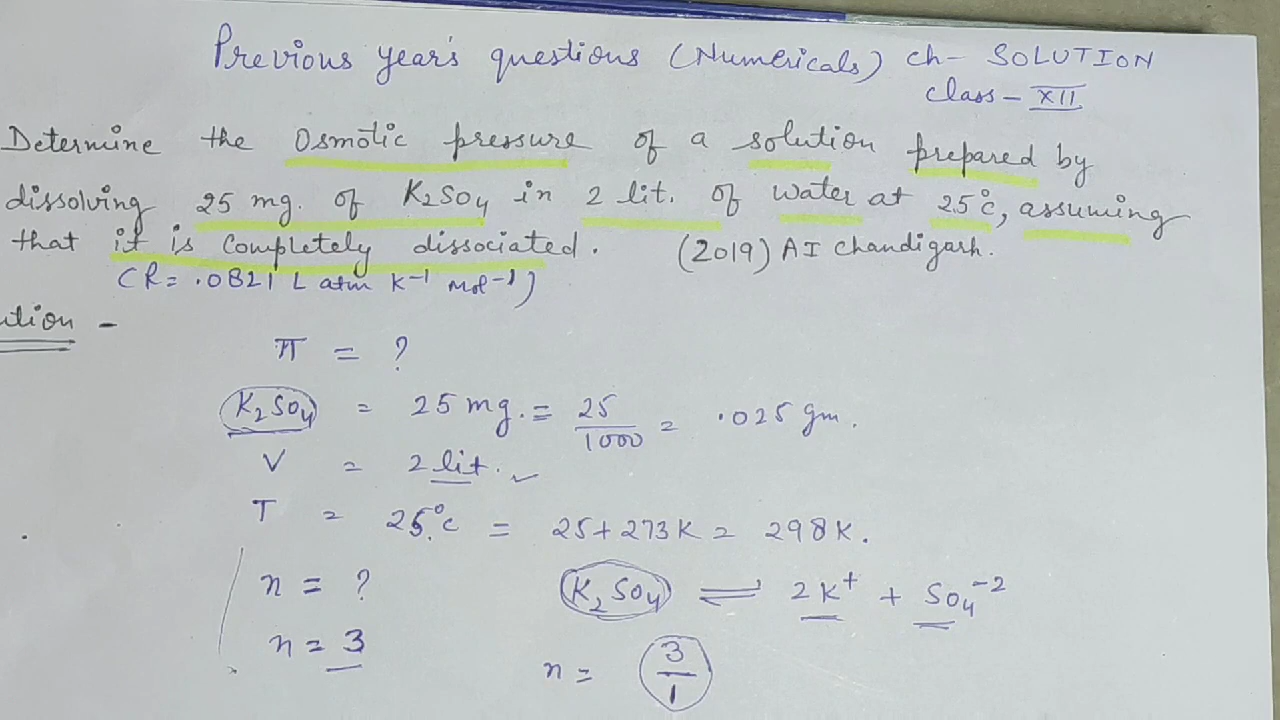 Previous year's questions (Numericals) ch- SOLUTION
class - XII
Determine the Osmotic pressure of a solution prepared by
dissolving 25 mg. of K₂SO₄ in 2 lit. of water at 25°c, assuming
that it is completely dissociated. (2019) AI Chandigarh.
(R= .0821 L atm K⁻¹ mol⁻¹)
ution -
π = ?
K₂SO₄ = 25 mg. = 25/1000 = .025 gm.
V = 2 lit.
T = 25°c = 25+273K = 298K.
n = ? K₂SO₄ ⇌ 2K⁺ + SO₄⁻²
n = 3 n = 3/1